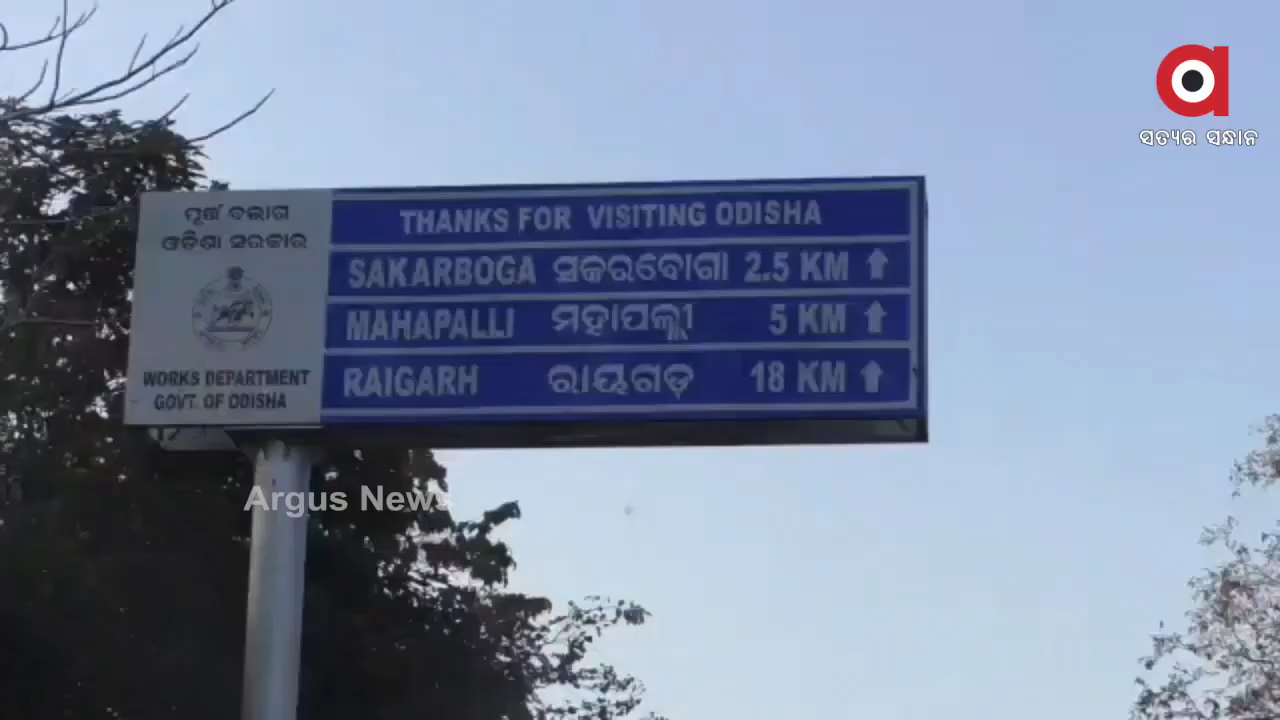 ସତ୍ୟର ସନ୍ଧାନ
ପୂର୍ତ୍ତ ବିଭାଗ
ଓଡ଼ିଶା ସରକାର
WORKS DEPARTMENT
GOVT. OF ODISHA
THANKS FOR VISITING ODISHA
SAKARBOGA ସକରବୋଗା 2.5 KM ↑
MAHAPALLI ମହାପଲ୍ଲୀ 5 KM ↑
RAIGARH ରାୟଗଡ଼ 18 KM ↑
Argus News